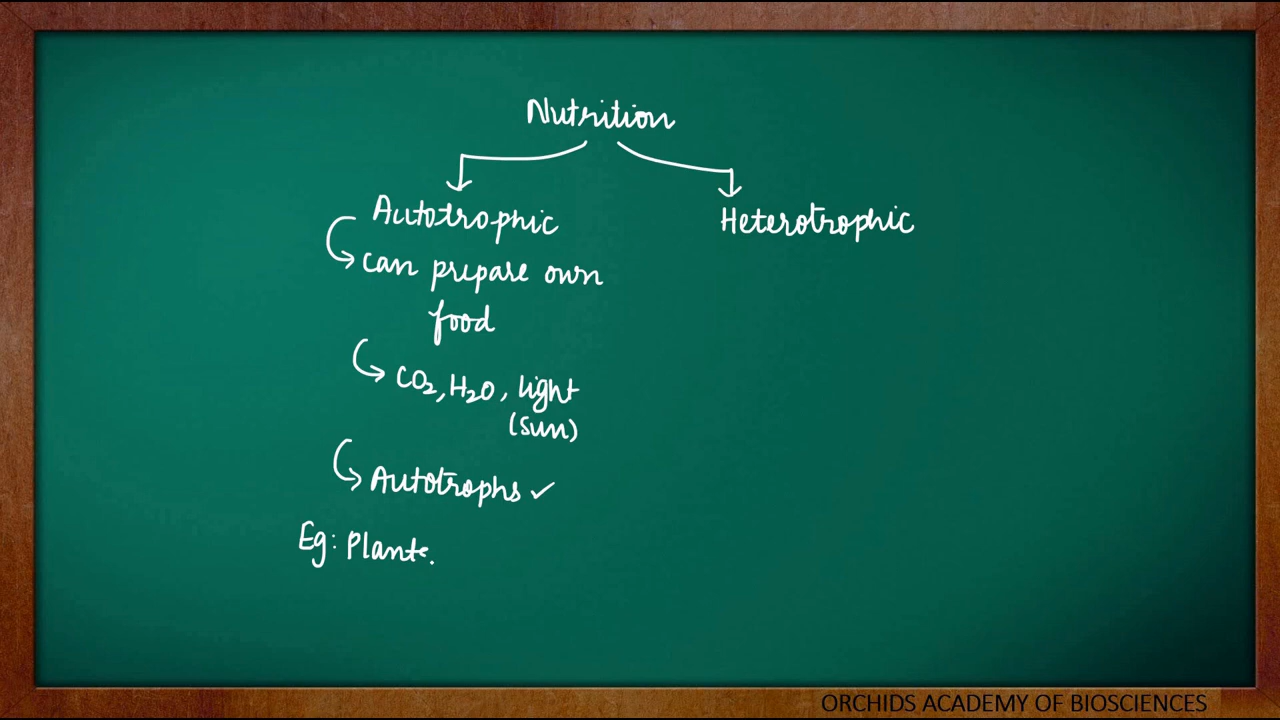 Nutrition
Autotrophic
Heterotrophic
can prepare own
food
CO2, H2O, light
(sun)
Autotrophs ✓
Eg: Plants.
ORCHIDS ACADEMY OF BIOSCIENCES